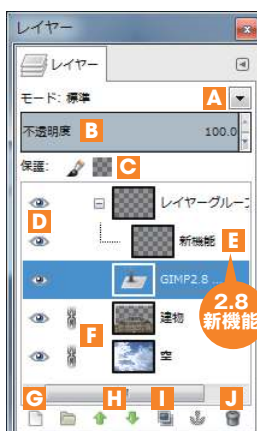 レイヤー
レイヤー
モード: 標準 A
不透明度 B 100.0
保護: C
レイヤーグルー
D
新機能 E
GIMP2.8 ...
2.8
新機能
建物
F
空
G H I J